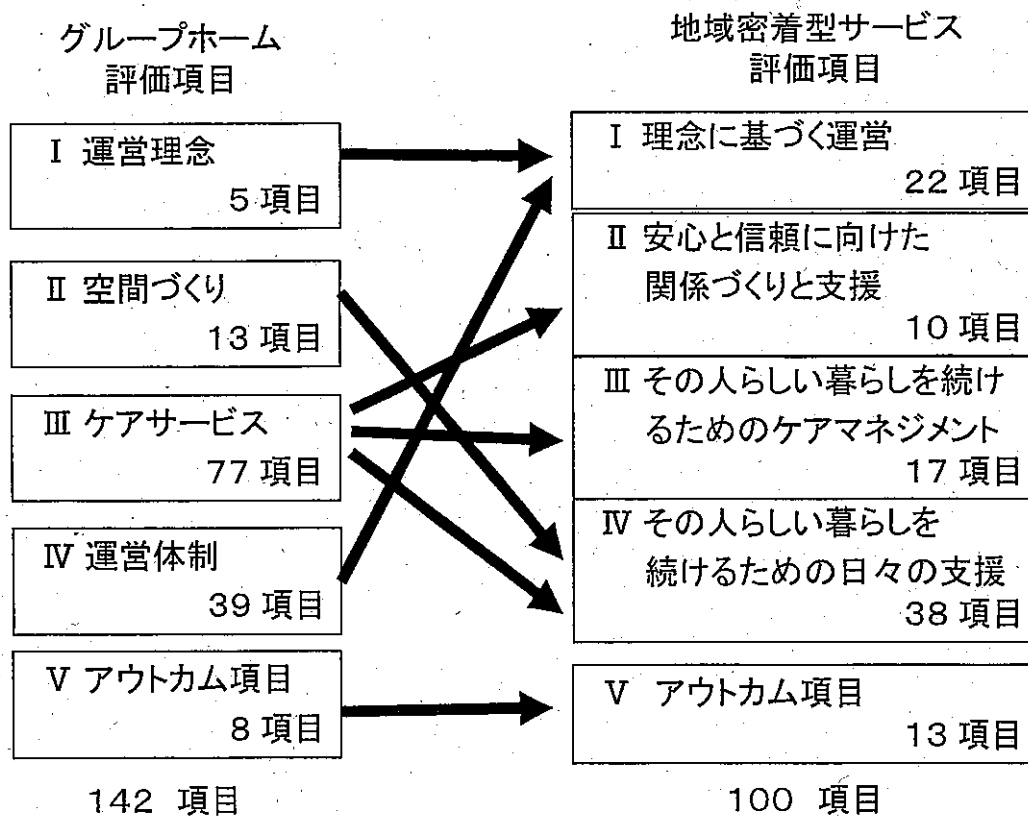 グループホーム
評価項目
Ⅰ 運営理念
5 項目
Ⅱ 空間づくり
13 項目
Ⅲ ケアサービス
77 項目
Ⅳ 運営体制
39 項目
Ⅴ アウトカム項目
8 項目
142 項目
地域密着型サービス
評価項目
Ⅰ 理念に基づく運営
22 項目
Ⅱ 安心と信頼に向けた
関係づくりと支援
10 項目
Ⅲ その人らしい暮らしを続け
るためのケアマネジメント
17 項目
Ⅳ その人らしい暮らしを
続けるための日々の支援
38 項目
Ⅴ アウトカム項目
13 項目
100 項目